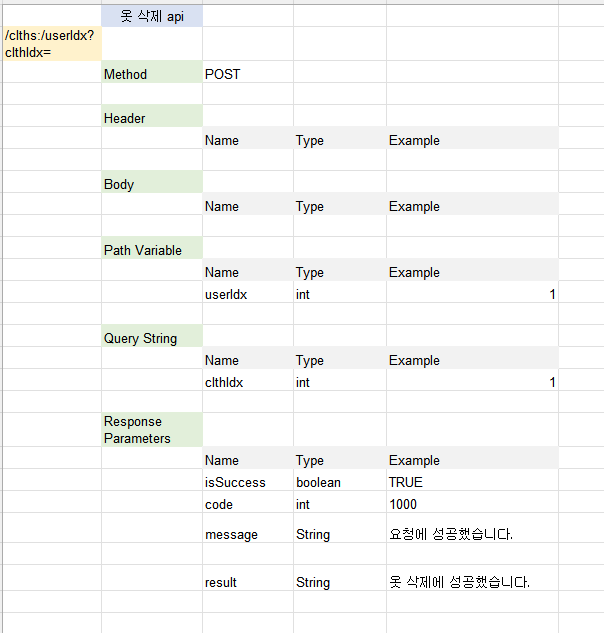 옷 삭제 api
/clths:/userIdx?
clthIdx=
Method POST
Header
Name Type Example
Body
Name Type Example
Path Variable
Name Type Example
userIdx int 1
Query String
Name Type Example
clthIdx int 1
Response
Parameters
Name Type Example
isSuccess boolean TRUE
code int 1000
message String 요청에 성공했습니다.
result String 옷 삭제에 성공했습니다.